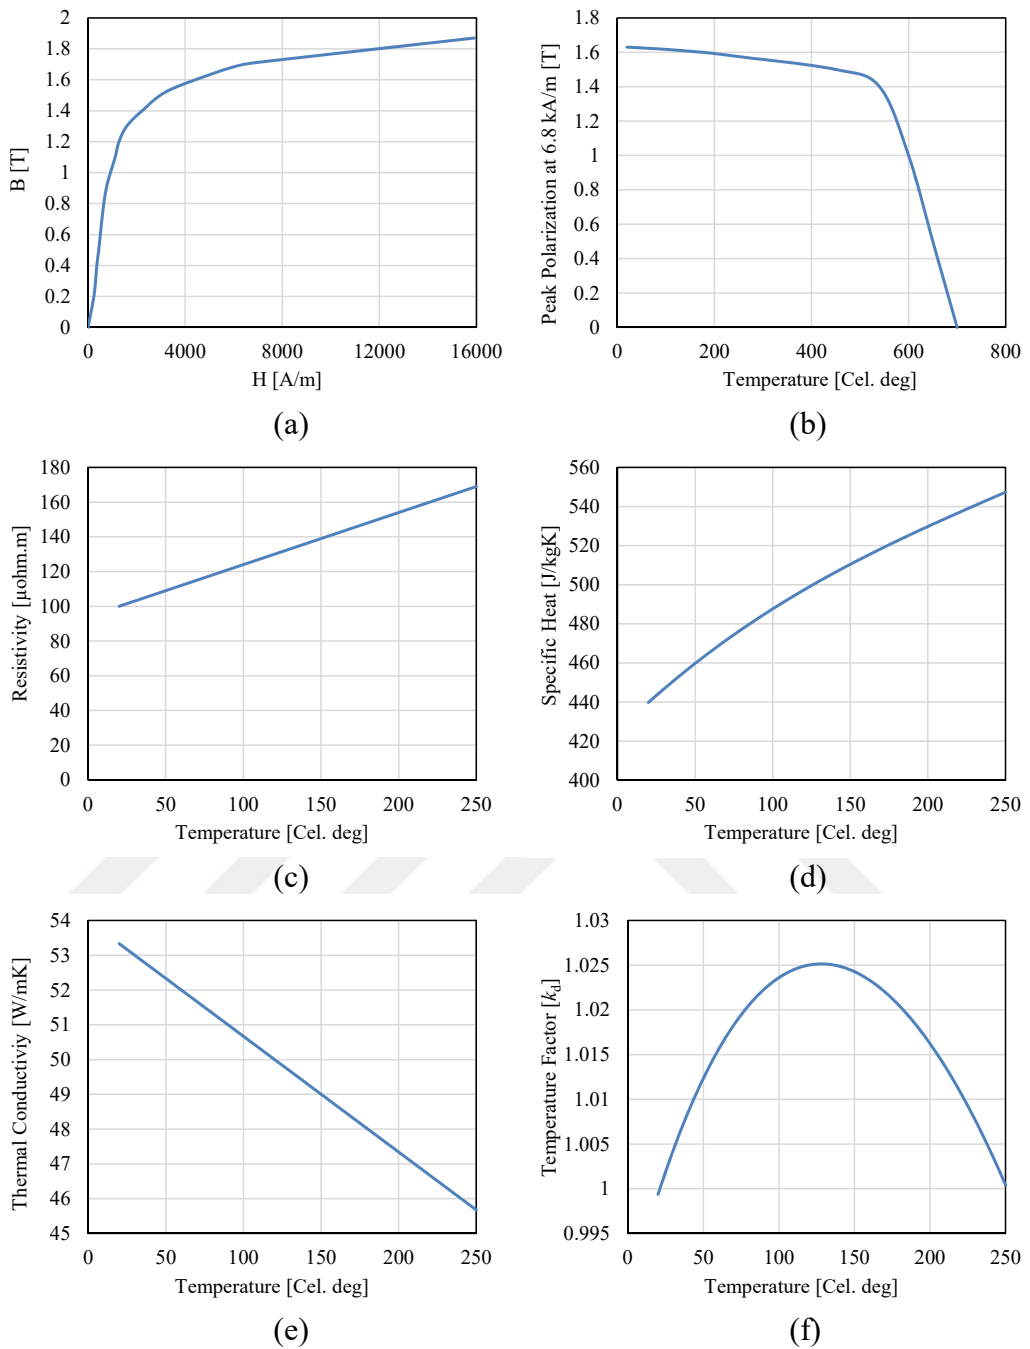 2
1.8
1.6
1.4
1.2
1
0.8
0.6
0.4
0.2
0
B [T]
0 4000 8000 12000 16000
H [A/m]
(a)
1.8
1.6
1.4
1.2
1
0.8
0.6
0.4
0.2
0
Peak Polarization at 6.8 kA/m [T]
0 200 400 600 800
Temperature [Cel. deg]
(b)
180
160
140
120
100
80
60
40
20
0
Resistivity [μohm.m]
0 50 100 150 200 250
Temperature [Cel. deg]
(c)
560
540
520
500
480
460
440
420
400
Specific Heat [J/kgK]
0 50 100 150 200 250
Temperature [Cel. deg]
(d)
54
53
52
51
50
49
48
47
46
45
Thermal Conductiviy [W/mK]
0 50 100 150 200 250
Temperature [Cel. deg]
(e)
1.03
1.025
1.02
1.015
1.01
1.005
1
0.995
Temperature Factor [kd]
0 50 100 150 200 250
Temperature [Cel. deg]
(f)